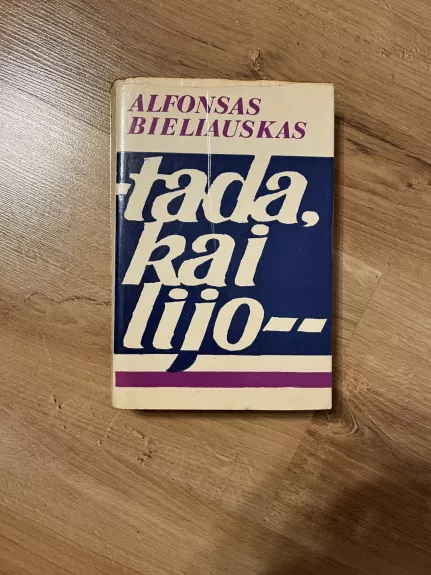 ALFONSAS
BIELIAUSKAS
-tada,
kai
lijo--